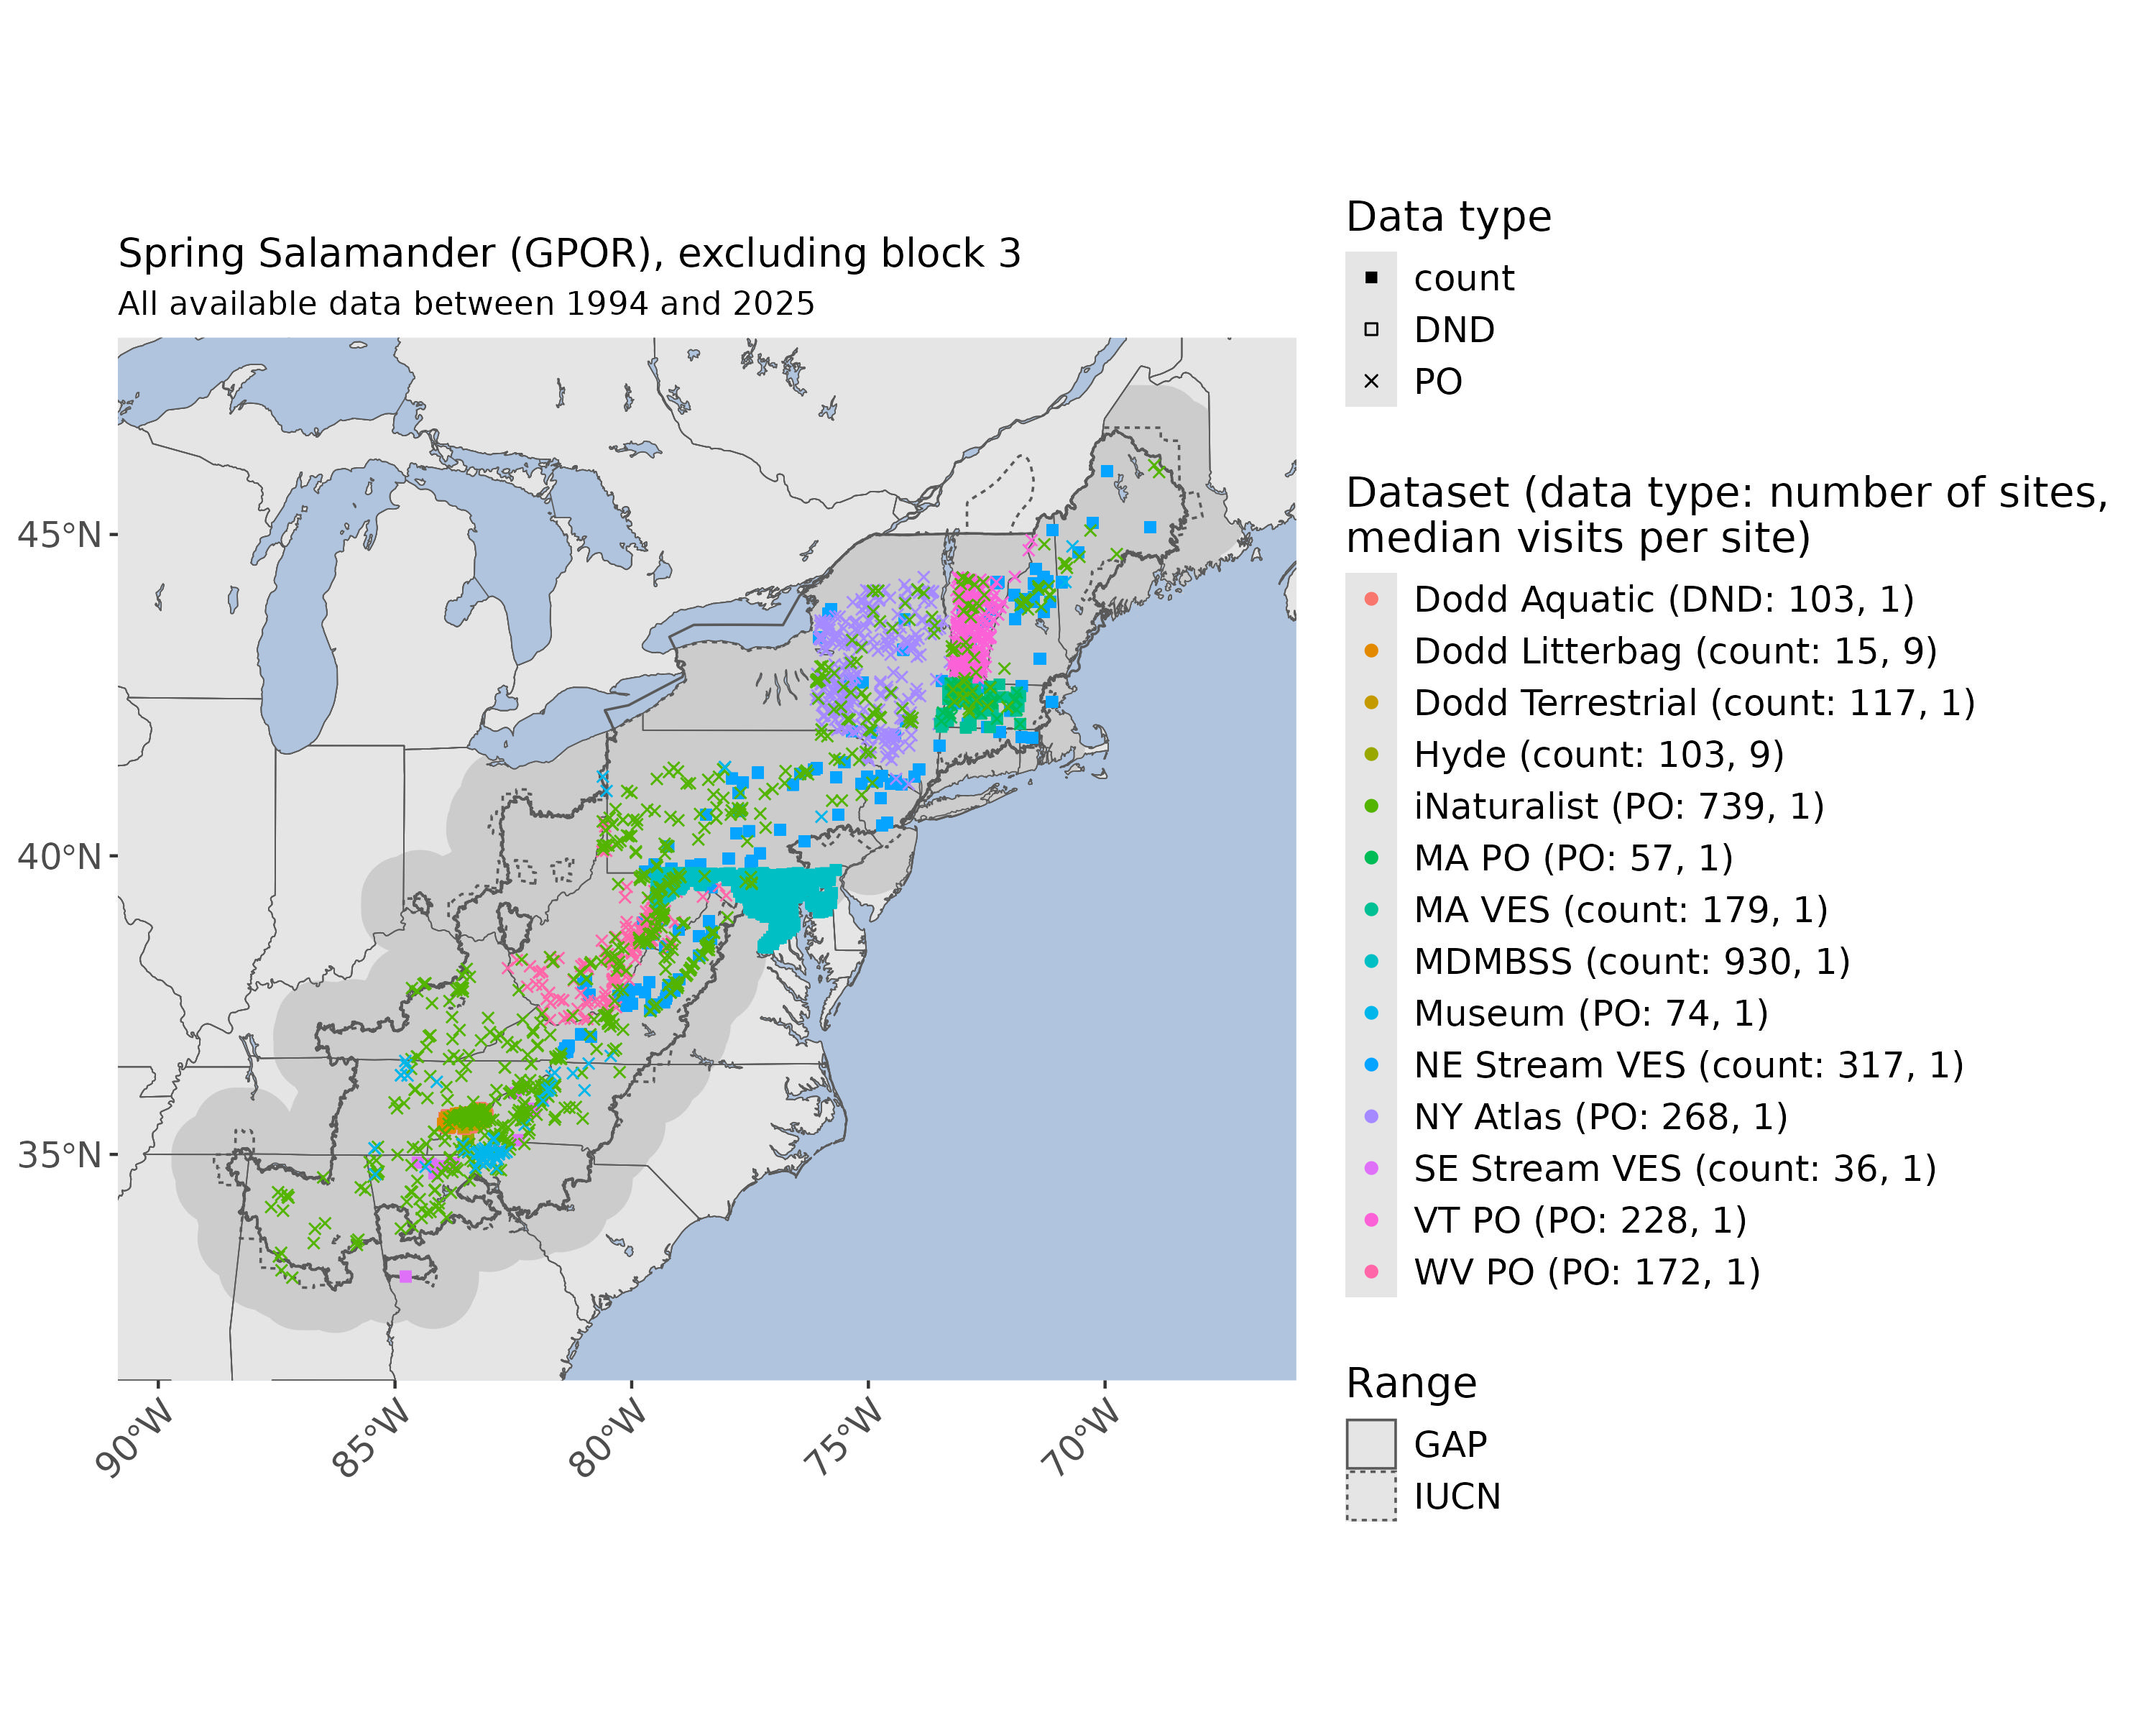 Spring Salamander (GPOR), excluding block 3
All available data between 1994 and 2025
45°N
40°N
35°N
90°W
85°W
80°W
75°W
70°W
Data type
count
DND
PO
Dataset (data type: number of sites,
median visits per site)
Dodd Aquatic (DND: 103, 1)
Dodd Litterbag (count: 15, 9)
Dodd Terrestrial (count: 117, 1)
Hyde (count: 103, 9)
iNaturalist (PO: 739, 1)
MA PO (PO: 57, 1)
MA VES (count: 179, 1)
MDMBSS (count: 930, 1)
Museum (PO: 74, 1)
NE Stream VES (count: 317, 1)
NY Atlas (PO: 268, 1)
SE Stream VES (count: 36, 1)
VT PO (PO: 228, 1)
WV PO (PO: 172, 1)
Range
GAP
IUCN